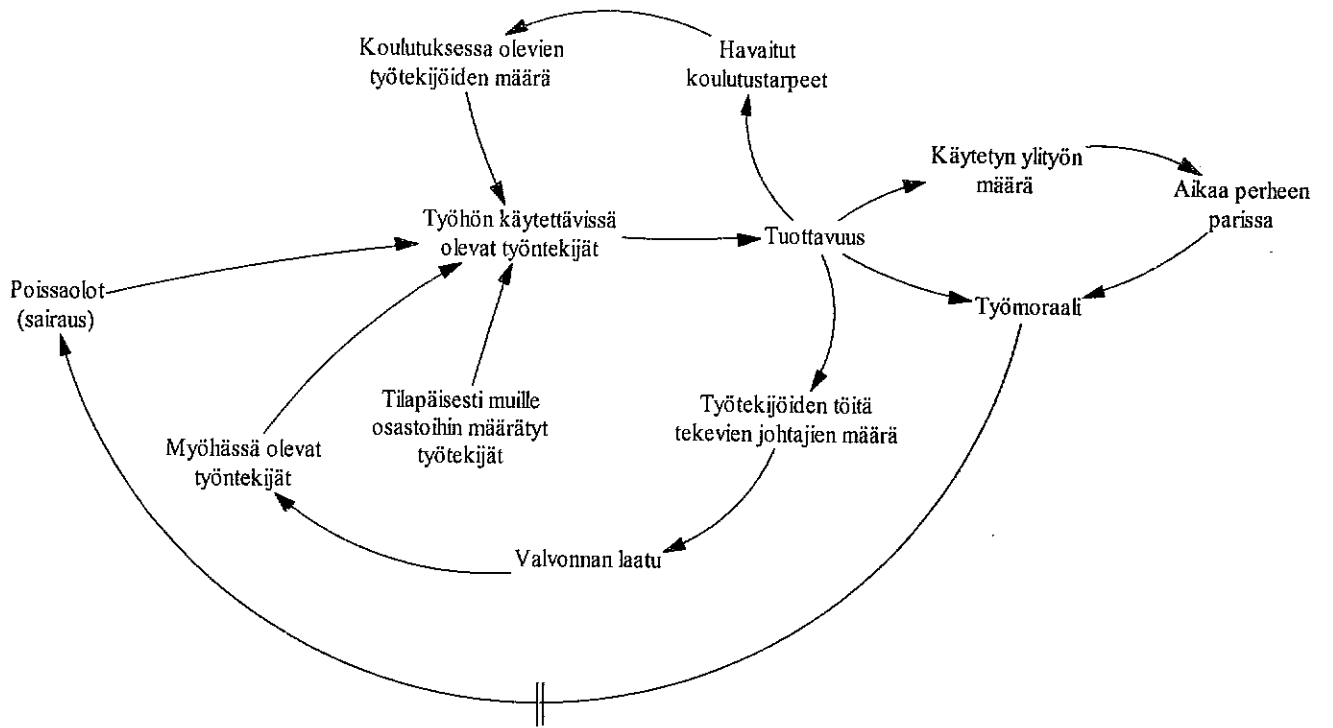 Koulutuksessa olevien
työtekijöiden määrä
Havaitut
koulutustarpeet
Käytetyn ylityön
määrä
Aikaa perheen
parissa
Työhön käytettävissä
olevat työntekijät
Tuottavuus
Poissaolot
(sairaus)
Työmoraali
Tilapäisesti muille
osastoihin määrätyt
työtekijät
Työtekijöiden töitä
tekevien johtajien määrä
Myöhässä olevat
työntekijät
Valvonnan laatu